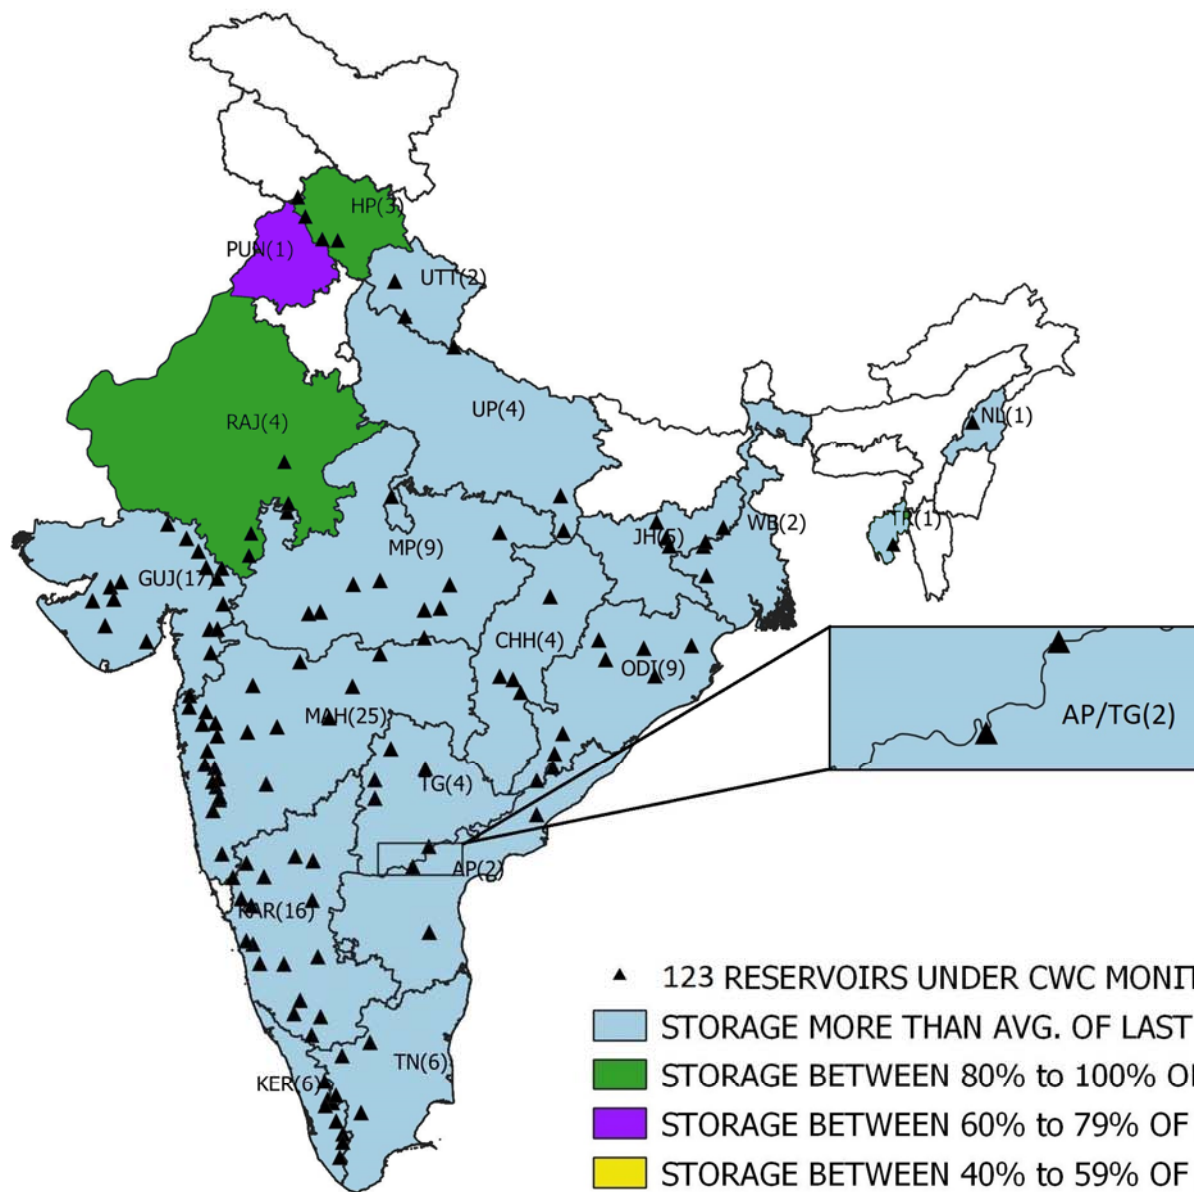 HP(3)
PUN(1)
UTT(2)
RAJ(4)
UP(4)
NL(1)
TR(1)
WB(2)
JH(5)
MP(9)
GUJ(17)
CHH(4)
ODI(9)
MAH(25)
AP/TG(2)
TG(4)
AP(2)
KAR(16)
TN(6)
KER(6)
123 RESERVOIRS UNDER CWC MONIT
STORAGE MORE THAN AVG. OF LAST
STORAGE BETWEEN 80% to 100% OF
STORAGE BETWEEN 60% to 79% OF
STORAGE BETWEEN 40% to 59% OF